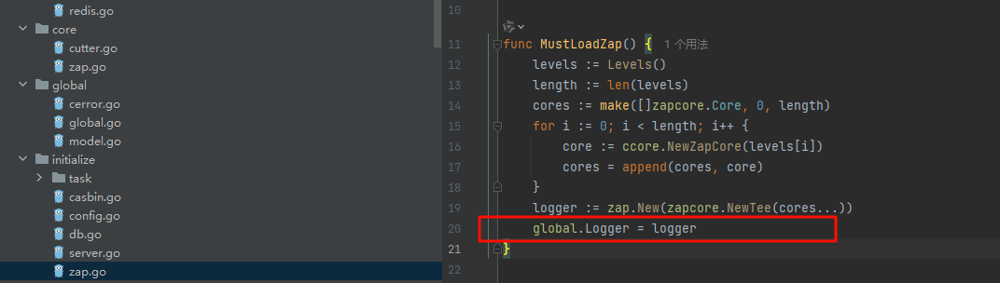 redis.go
core
cutter.go
zap.go
global
cerror.go
global.go
model.go
initialize
task
casbin.go
config.go
db.go
server.go
zap.go
10
11 func MustLoadZap() { 1 个用法
12 levels := Levels()
13 length := len(levels)
14 cores := make([]zapcore.Core, 0, length)
15 for i := 0; i < length; i++ {
16 core := ccore.NewZapCore(levels[i])
17 cores = append(cores, core)
18 }
19 logger := zap.New(zapcore.NewTee(cores...))
20 global.Logger = logger
21 }
22